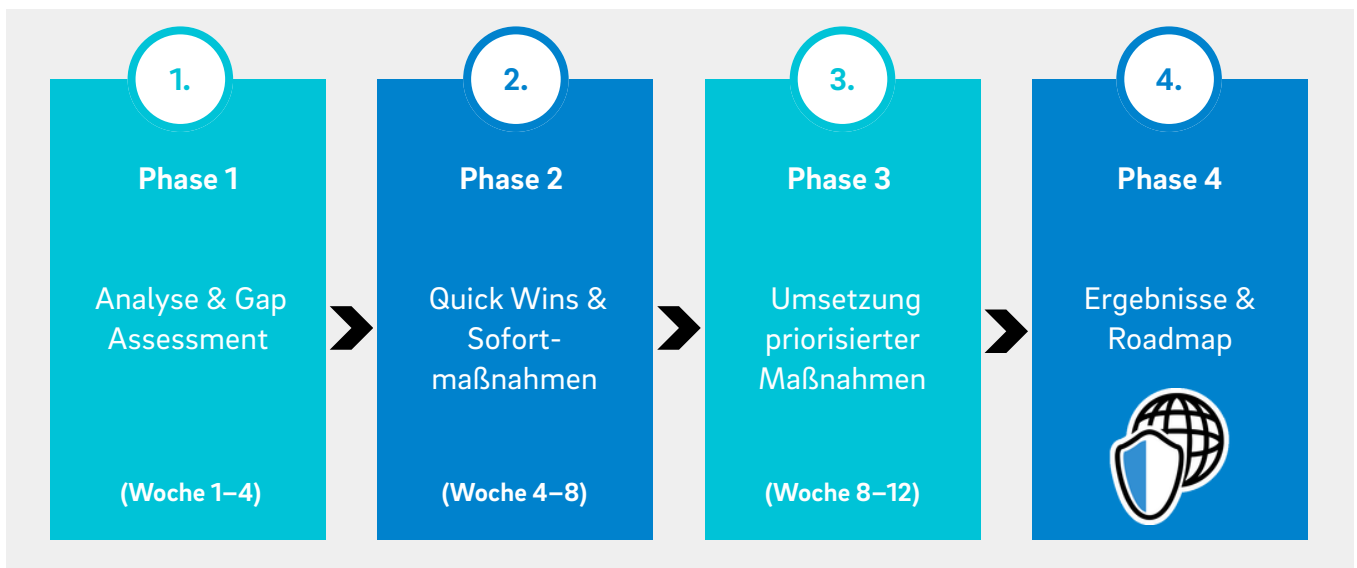 1.
Phase 1
Analyse & Gap
Assessment
(Woche 1–4)
2.
Phase 2
Quick Wins &
Sofort-
maßnahmen
(Woche 4–8)
3.
Phase 3
Umsetzung
priorisierter
Maßnahmen
(Woche 8–12)
4.
Phase 4
Ergebnisse &
Roadmap